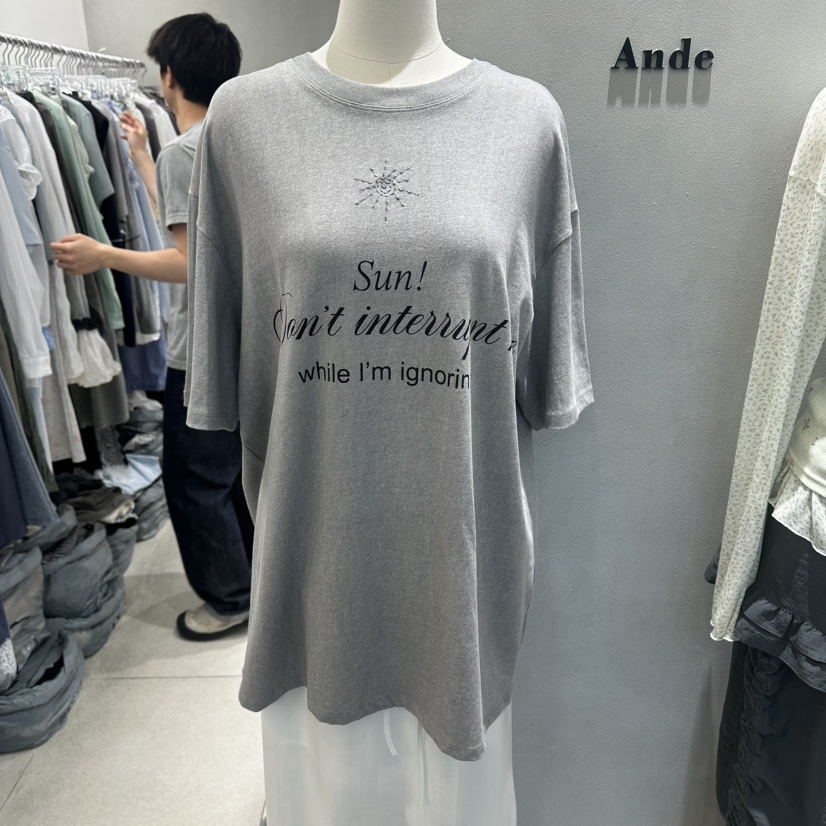 Ande
Sun!
Don't interrupt
while I'm ignorin